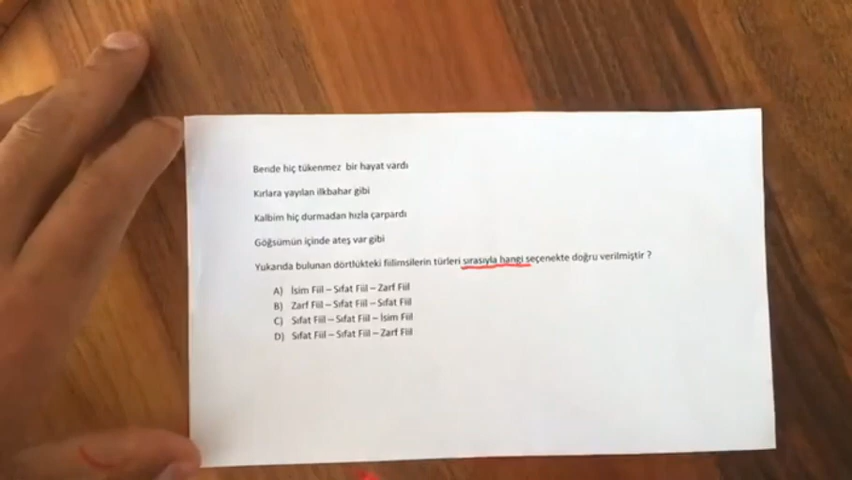 Bende hiç tükenmez bir hayat vardı
Kırlara yayılan ilkbahar gibi
Kalbim hiç durmadan hızla çarpardı
Göğsümün içinde ateş var gibi
Yukarıda bulunan dörtlükteki fiilimsilerin türleri sırasıyla hangi seçenekte doğru verilmiştir ?
A) İsim Fiil – Sıfat Fiil – Zarf Fiil
B) Zarf Fiil – Sıfat Fiil – Sıfat Fiil
C) Sıfat Fiil – Sıfat Fiil – İsim Fiil
D) Sıfat Fiil – Sıfat Fiil – Zarf Fiil